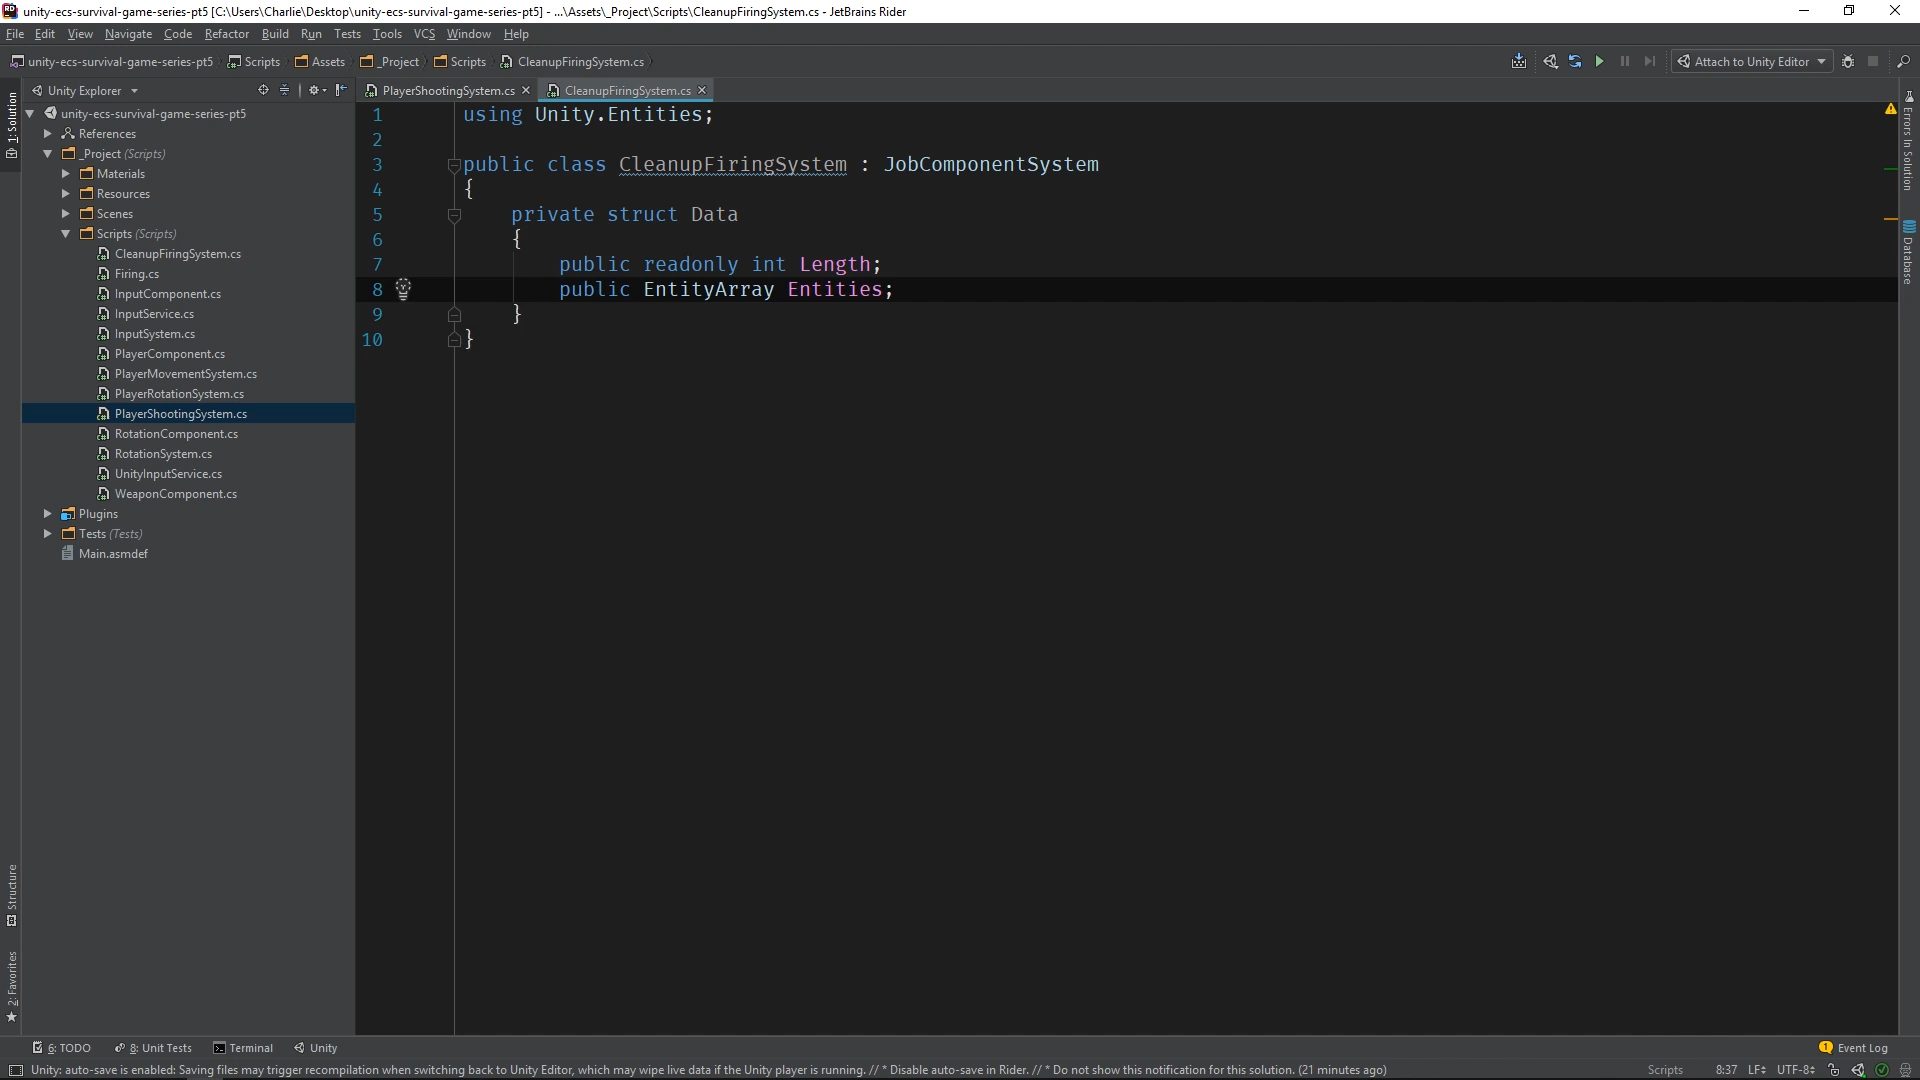 unity-ecs-survival-game-series-pt5 [C:\Users\Charlie\Desktop\unity-ecs-survival-game-series-pt5] - ...\Assets\_Project\Scripts\CleanupFiringSystem.cs - JetBrains Rider
File Edit View Navigate Code Refactor Build Run Tests Tools VCS Window Help
unity-ecs-survival-game-series-pt5 Scripts Assets _Project Scripts CleanupFiringSystem.cs Attach to Unity Editor
Unity Explorer PlayerShootingSystem.cs CleanupFiringSystem.cs
1: Solution
unity-ecs-survival-game-series-pt5
References
_Project (Scripts)
Materials
Resources
Scenes
Scripts (Scripts)
CleanupFiringSystem.cs
Firing.cs
InputComponent.cs
InputService.cs
InputSystem.cs
PlayerComponent.cs
PlayerMovementSystem.cs
PlayerRotationSystem.cs
PlayerShootingSystem.cs
RotationComponent.cs
RotationSystem.cs
UnityInputService.cs
WeaponComponent.cs
Plugins
Tests (Tests)
Main.asmdef
Structure
2: Favorites
1 using Unity.Entities;
2
3 public class CleanupFiringSystem : JobComponentSystem
4 {
5 private struct Data
6 {
7 public readonly int Length;
8 public EntityArray Entities;
9 }
10 }
Errors In Solution
Database
6: TODO 8: Unit Tests Terminal Unity 1 Event Log
Unity: auto-save is enabled: Saving files may trigger recompilation when switching back to Unity Editor, which may wipe live data if the Unity player is running. // * Disable auto-save in Rider. // * Do not show this notification for this solution. (21 minutes ago) Scripts 8:37 LF UTF-8